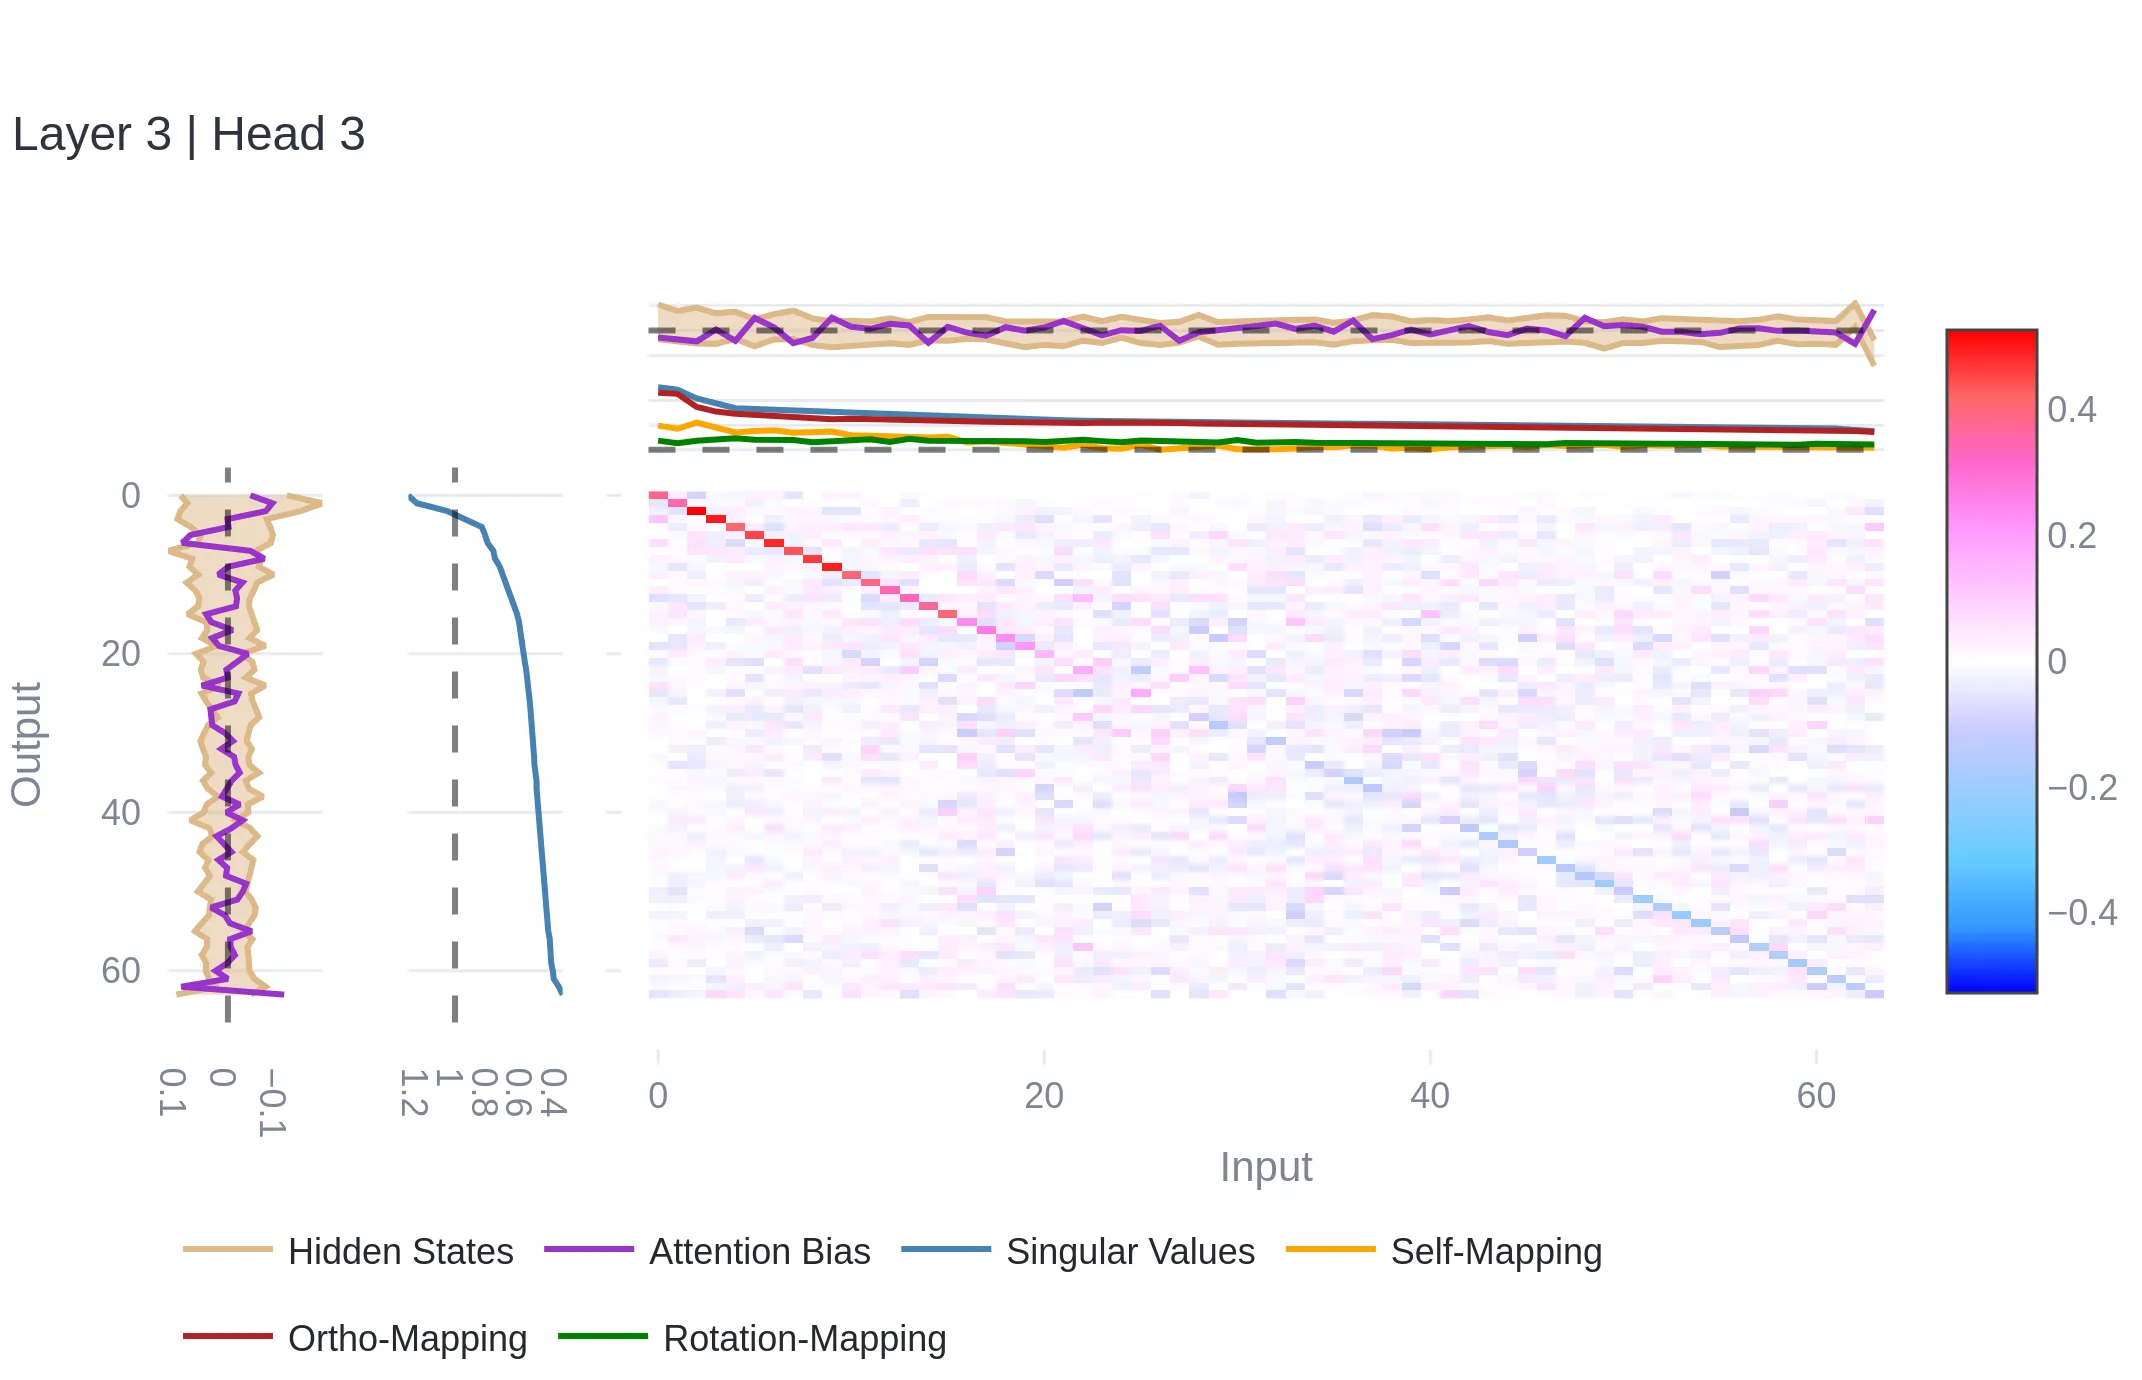 Layer 3 | Head 3
0
20
40
60
Output
0.1
0
−0.1
1.2
1
0.8
0.6
0.4
0
20
40
60
Input
0.4
0.2
0
−0.2
−0.4
Hidden States
Attention Bias
Singular Values
Self-Mapping
Ortho-Mapping
Rotation-Mapping